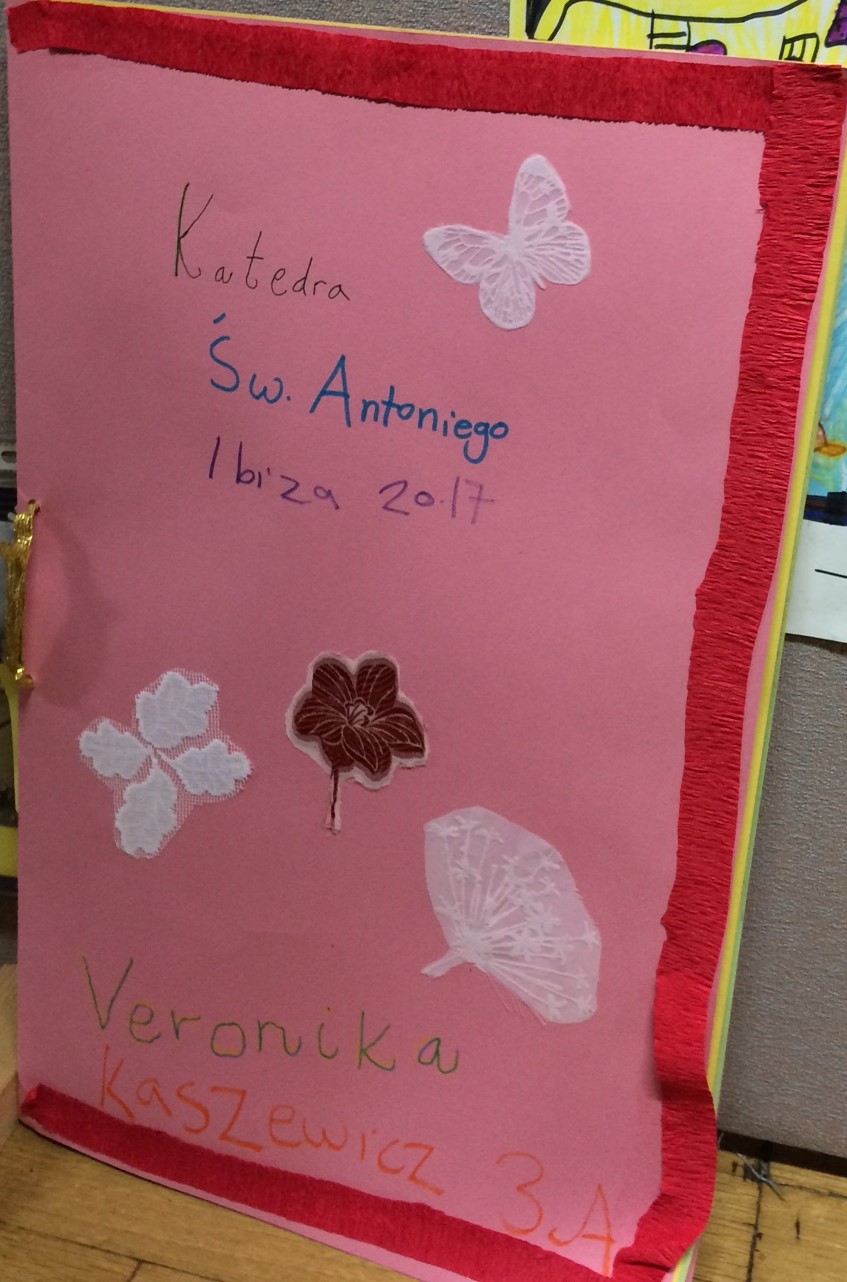 Katedra
Św. Antoniego
Ibiza 2017
Veronika
Kaszewicz 3A